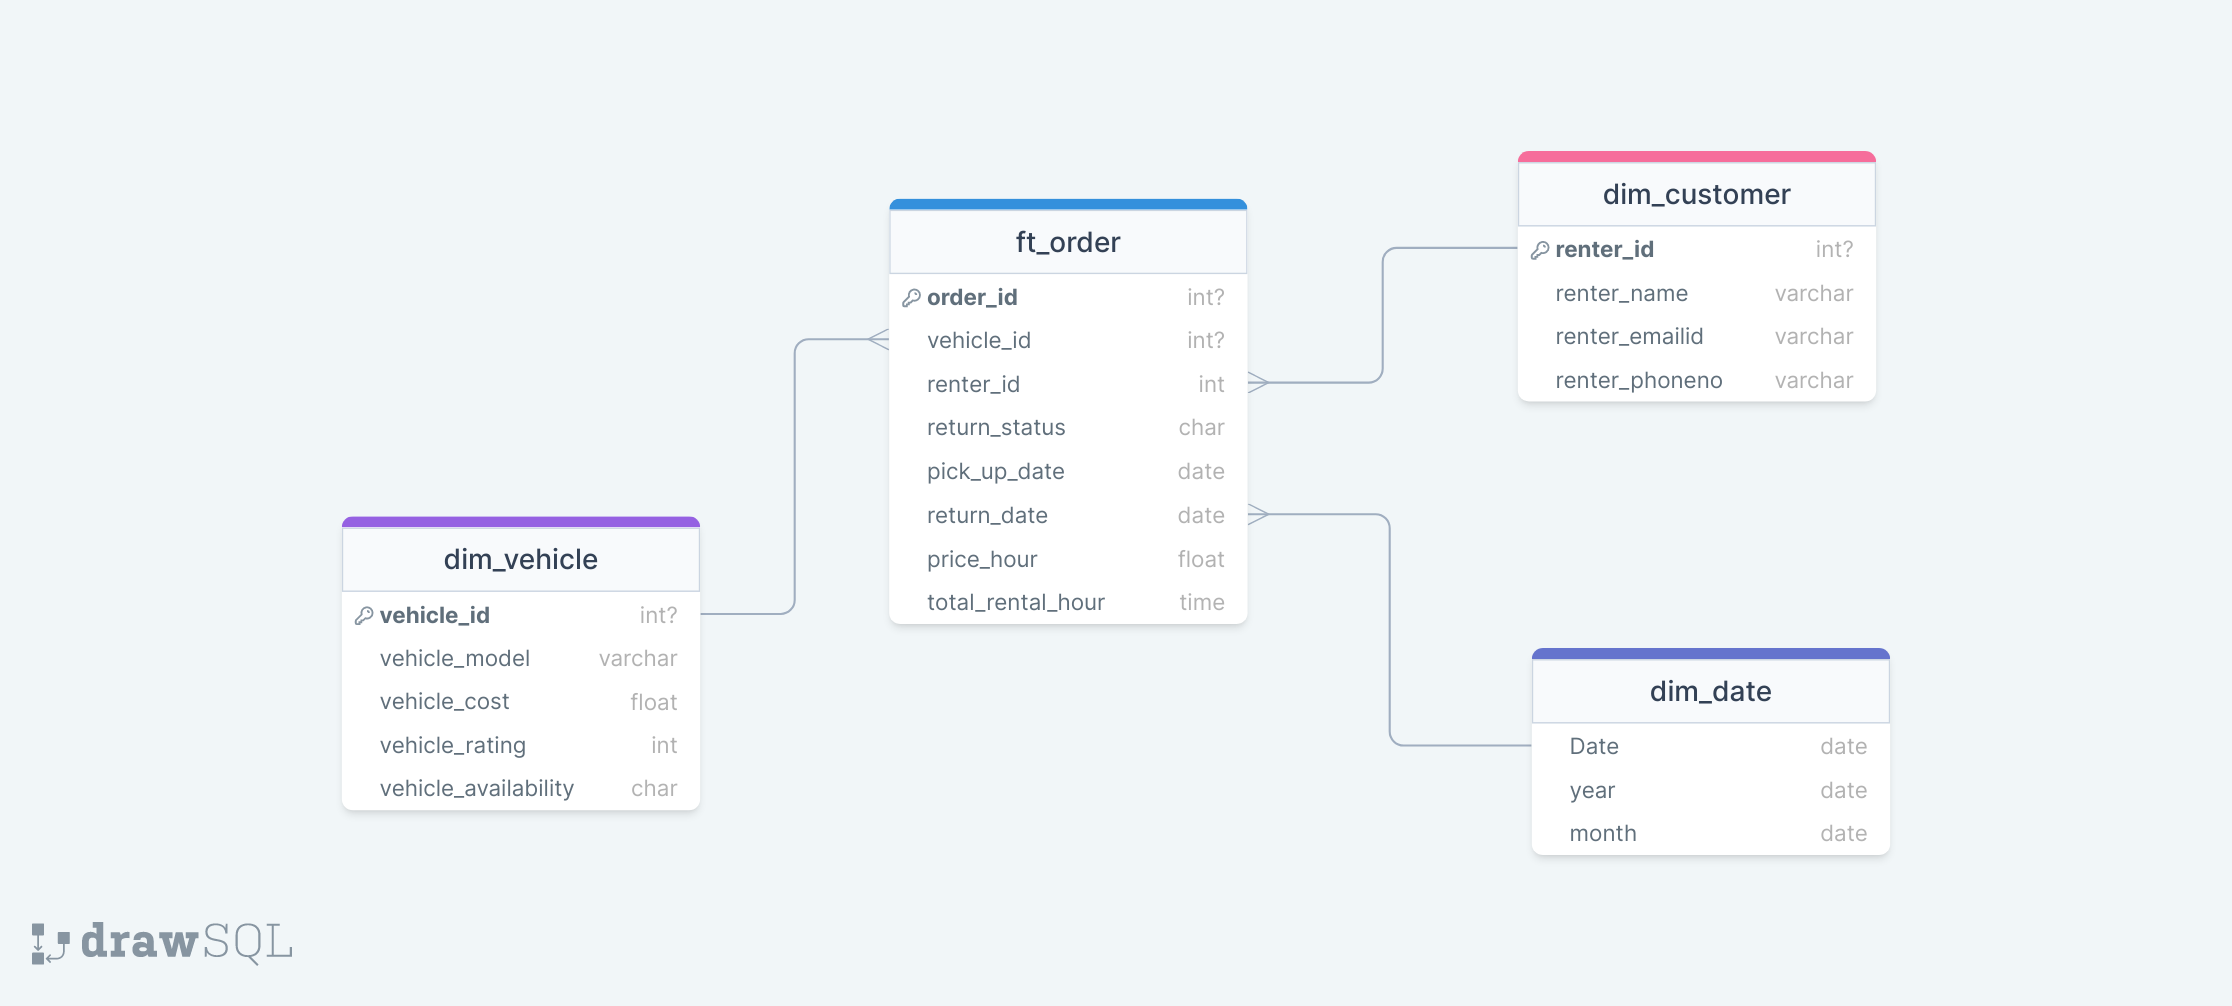 ft_order
order_id int?
vehicle_id int?
renter_id int
return_status char
pick_up_date date
return_date date
price_hour float
total_rental_hour time
dim_customer
renter_id int?
renter_name varchar
renter_emailid varchar
renter_phoneno varchar
dim_vehicle
vehicle_id int?
vehicle_model varchar
vehicle_cost float
vehicle_rating int
vehicle_availability char
dim_date
Date date
year date
month date
drawSQL